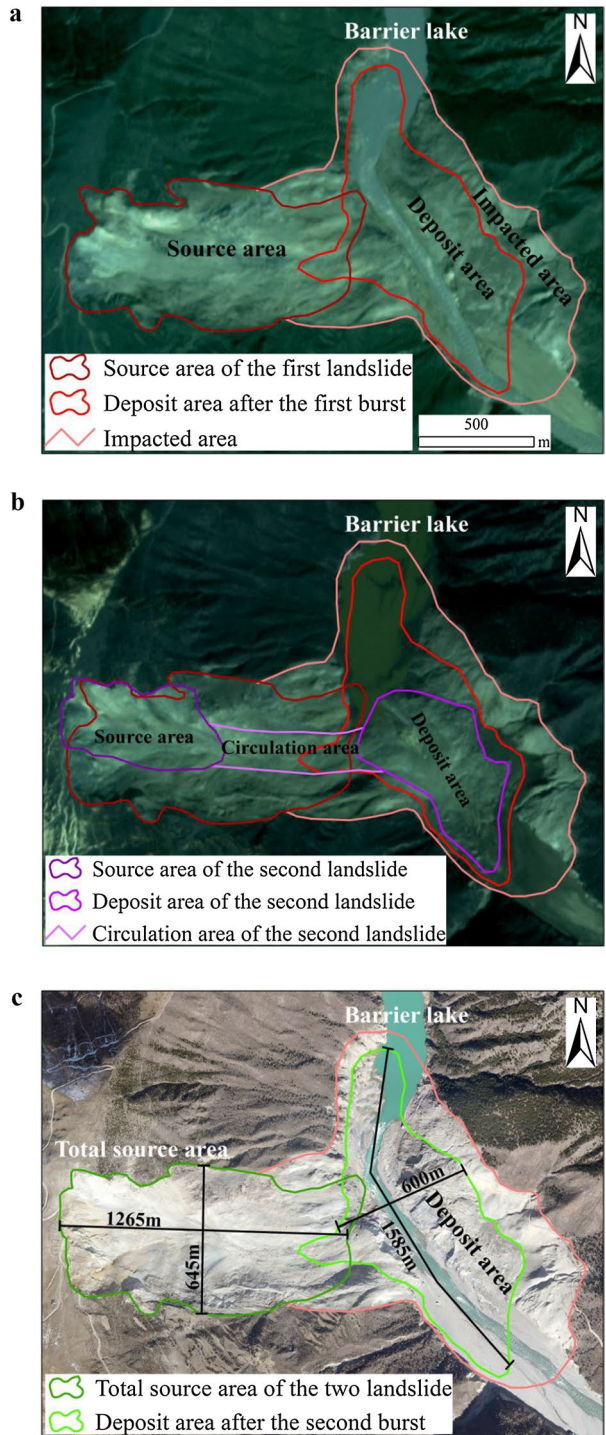 a
Barrier lake
N
Source area
Deposit area
Impacted area
Source area of the first landslide
Deposit area after the first burst
Impacted area
500
m
b
Barrier lake
N
Source area
Circulation area
Deposit area
Source area of the second landslide
Deposit area of the second landslide
Circulation area of the second landslide
c
Barrier lake
N
Total source area
1265m
645m
600m
1585m
Deposit area
Total source area of the two landslide
Deposit area after the second burst